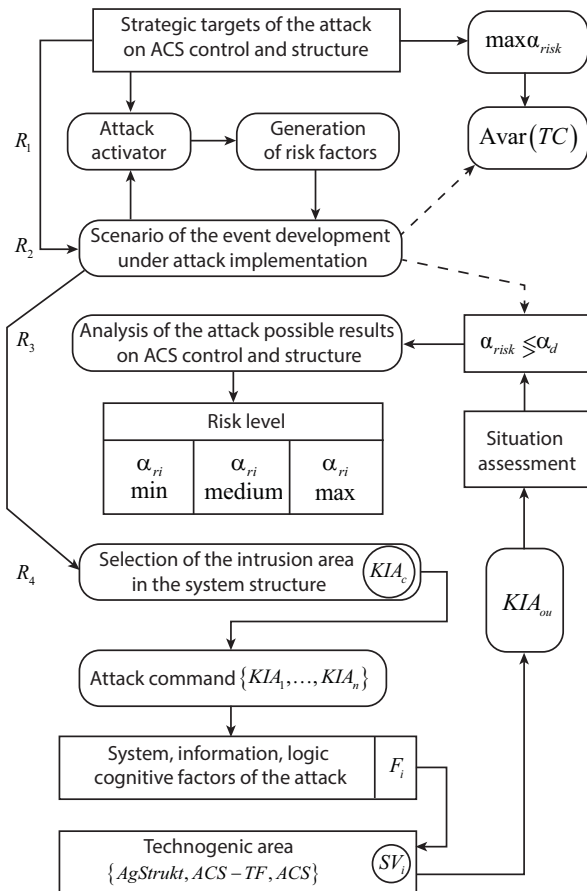 Strategic targets of the attack
on ACS control and structure
maxα_risk
R_1
Attack
activator
Generation
of risk factors
Avar(TC)
R_2
Scenario of the event development
under attack implementation
R_3
Analysis of the attack possible results
on ACS control and structure
α_risk ⪋ α_d
Risk level
α_ri
min
α_ri
medium
α_ri
max
Situation
assessment
R_4
Selection of the intrusion area
in the system structure
KIA_c
KIA_ou
Attack command {KIA_1,…,KIA_n}
System, information, logic
cognitive factors of the attack
F_i
Technogenic area
{AgStrukt, ACS – TF, ACS}
SV_i